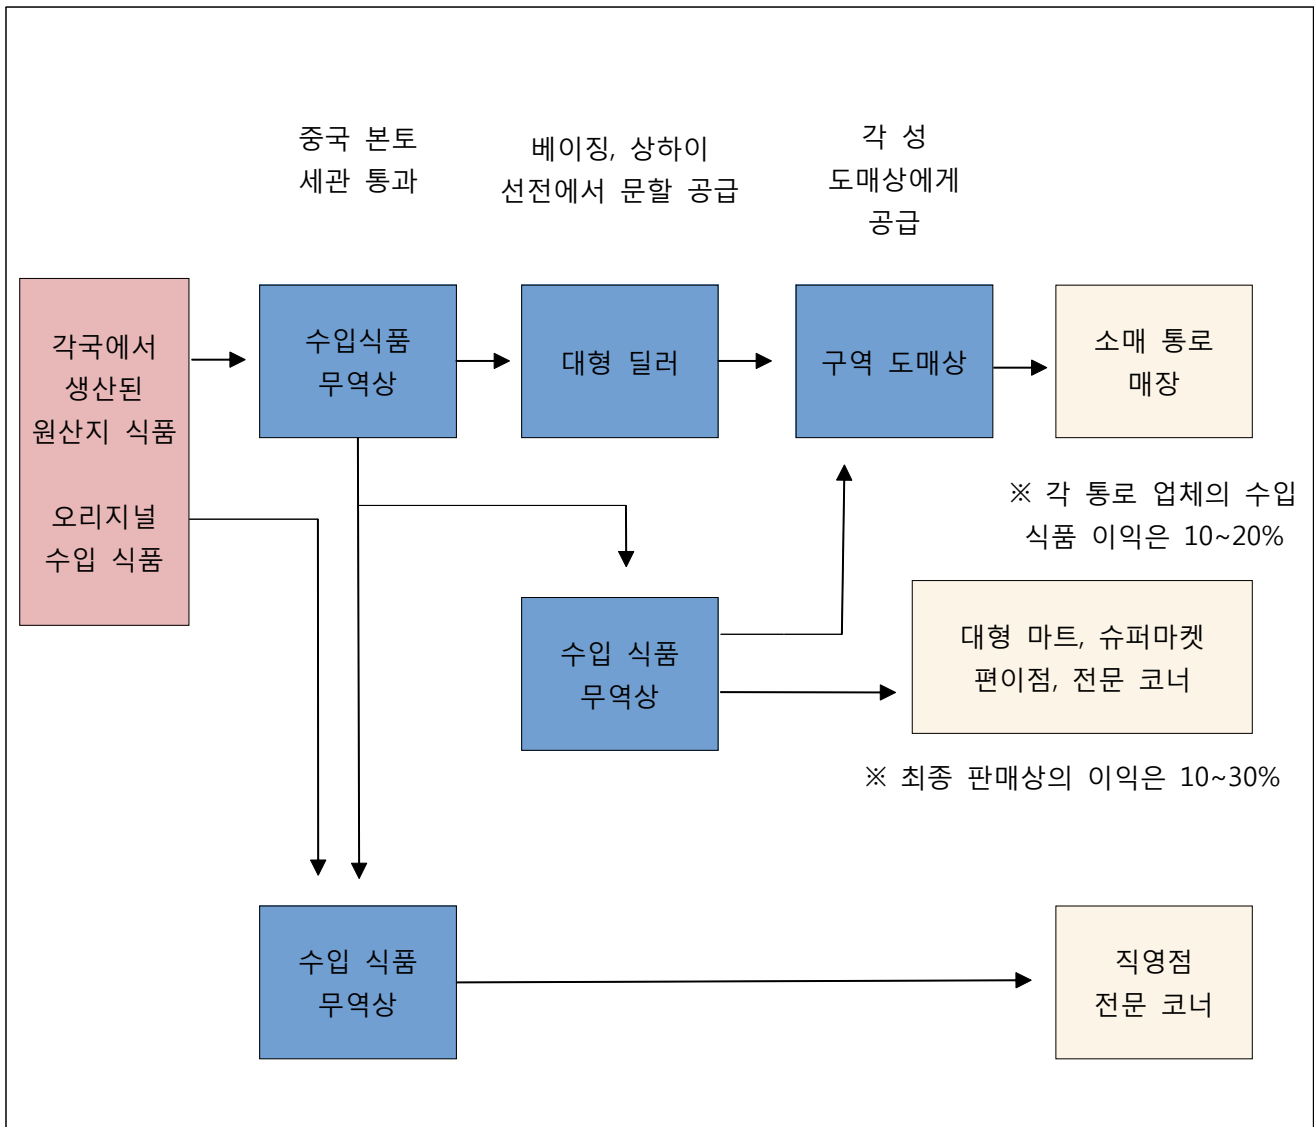 중국 본토
세관 통과
베이징, 상하이
선전에서 문할 공급
각 성
도매상에게
공급
각국에서
생산된
원산지 식품
오리지널
수입 식품
수입식품
무역상
대형 딜러
구역 도매상
소매 통로
매장
※ 각 통로 업체의 수입
식품 이익은 10~20%
수입 식품
무역상
대형 마트, 슈퍼마켓
편이점, 전문 코너
※ 최종 판매상의 이익은 10~30%
수입 식품
무역상
직영점
전문 코너